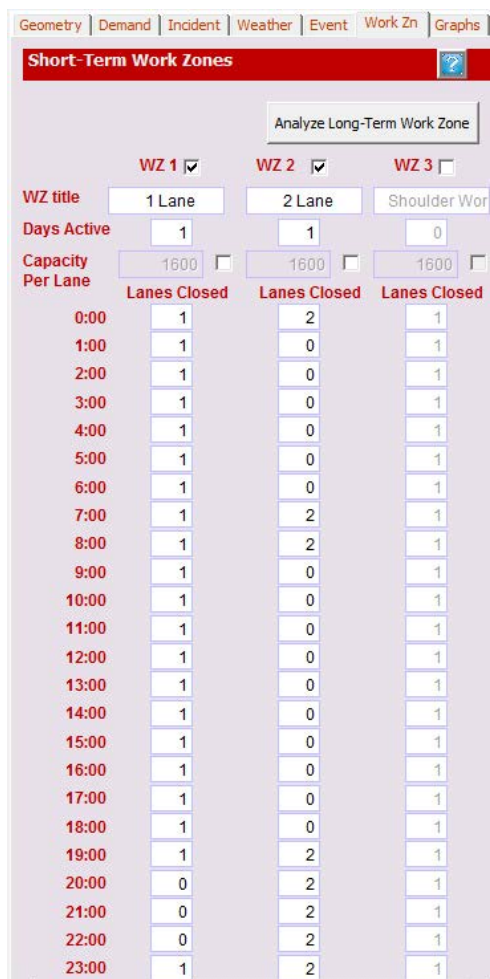 Geometry Demand Incident Weather Event Work Zn Graphs
Short-Term Work Zones ?
Analyze Long-Term Work Zone
WZ 1 WZ 2 WZ 3
WZ title 1 Lane 2 Lane Shoulder Wor
Days Active 1 1 0
Capacity Per Lane 1600 1600 1600
Lanes Closed Lanes Closed Lanes Closed
0:00 1 2 1
1:00 1 0 1
2:00 1 0 1
3:00 1 0 1
4:00 1 0 1
5:00 1 0 1
6:00 1 0 1
7:00 1 2 1
8:00 1 2 1
9:00 1 0 1
10:00 1 0 1
11:00 1 0 1
12:00 1 0 1
13:00 1 0 1
14:00 1 0 1
15:00 1 0 1
16:00 1 0 1
17:00 1 0 1
18:00 1 0 1
19:00 1 2 1
20:00 0 2 1
21:00 0 2 1
22:00 0 2 1
23:00 1 2 1